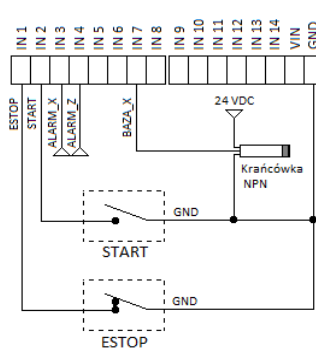 IN 1
IN 2
IN 3
IN 4
IN 5
IN 6
IN 7
IN 8
IN 9
IN 10
IN 11
IN 12
IN 13
IN 14
VIN
GND
ESTOP
START
ALARM_X
ALARM_Z
BAZA_X
24 VDC
Krańcówka
NPN
GND
START
GND
ESTOP